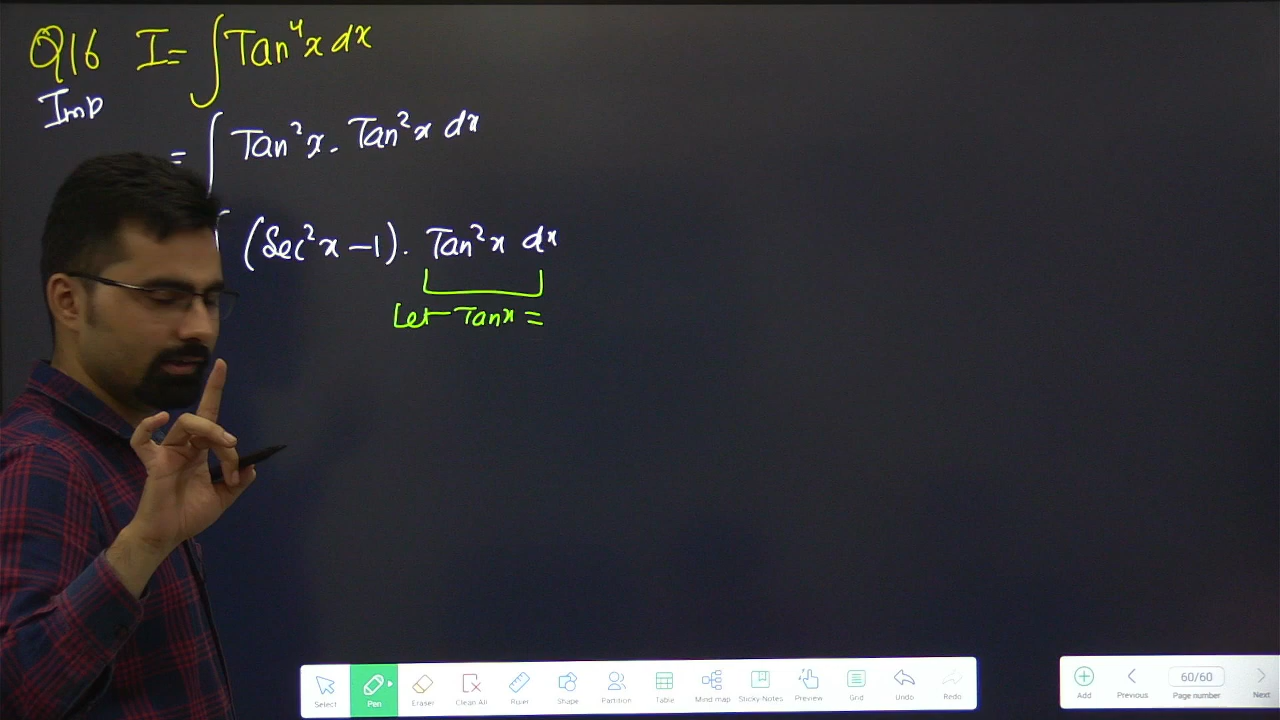 Q16 I= ∫Tan⁴x dx
Imp
= ∫ Tan²x. Tan²x dx
∫ (Sec²x −1). Tan²x dx
Let Tanx =
Select Pen Eraser Clean All Ruler Shape Partition Table Mind map Sticky Notes Preview Grid Undo Redo
Add Previous 60/60 Page number Next